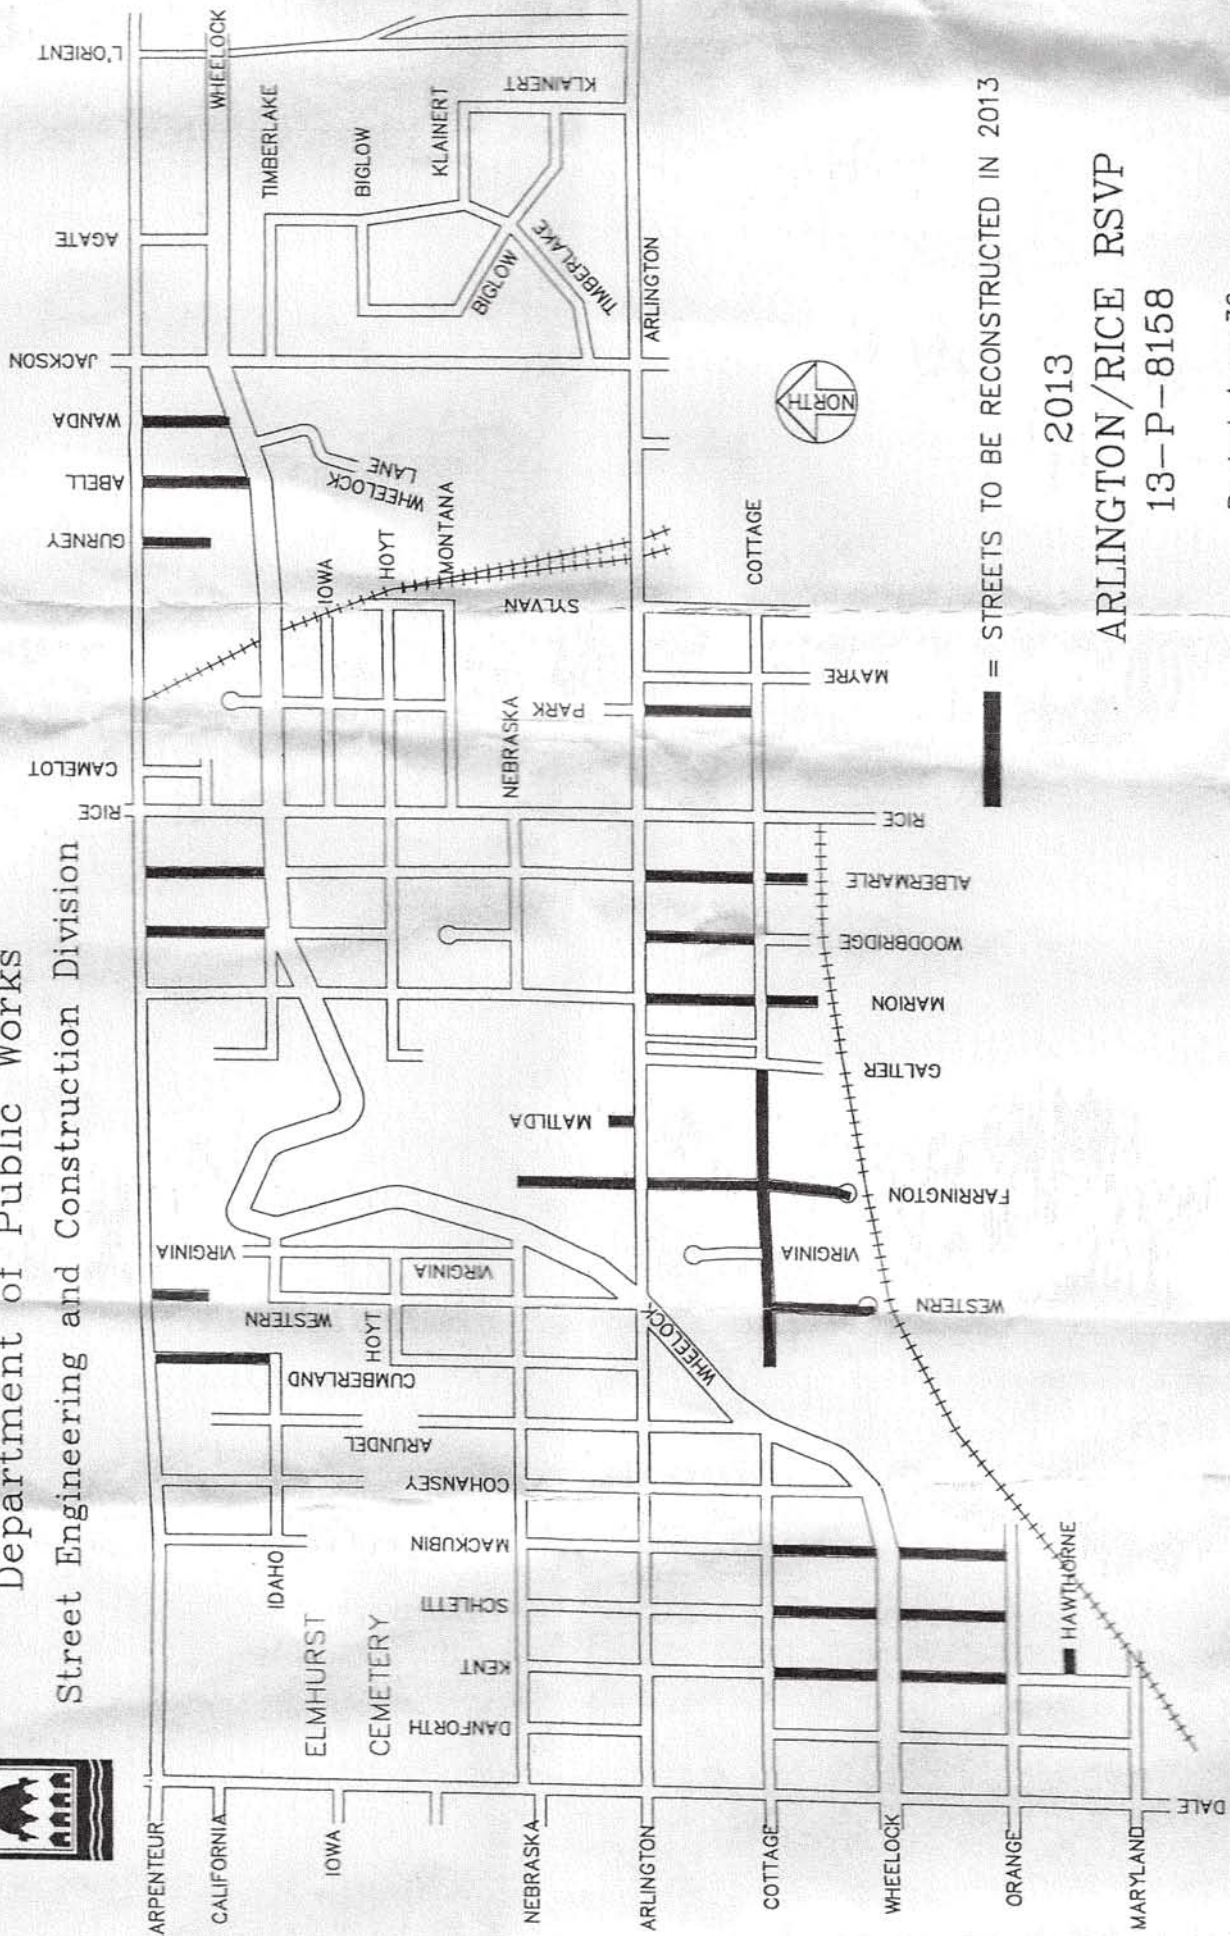 Department of Public Works
Street Engineering and Construction Division
ARPENTEUR
CALIFORNIA
IOWA
NEBRASKA
ARLINGTON
COTTAGE
WHEELOCK
ORANGE
MARYLAND
DALE
ELMHURST
CEMETERY
IDAHO
DANFORTH
KENT
SCHLETTI
MACKUBIN
COHANSEY
ARUNDEL
CUMBERLAND
HOYT
WESTERN
VIRGINIA
VIRGINIA
WHEELOCK
HAWTHORNE
WESTERN
VIRGINIA
FARRINGTON
MATILDA
GALTIER
MARION
WOODBRIDGE
ALBERMARLE
RICE
RICE
CAMELOT
NEBRASKA
PARK
MAYRE
SYLVAN
COTTAGE
IOWA
HOYT
MONTANA
WHEELOCK
LANE
GURNEY
ABELL
WANDA
JACKSON
AGATE
L'ORIENT
WHEELOCK
TIMBERLAKE
BIGLOW
KLAINERT
KLAINERT
BIGLOW
TIMBERLAKE
ARLINGTON
NORTH
= STREETS TO BE RECONSTRUCTED IN 2013
2013
ARLINGTON/RICE RSVP
13-P-8158